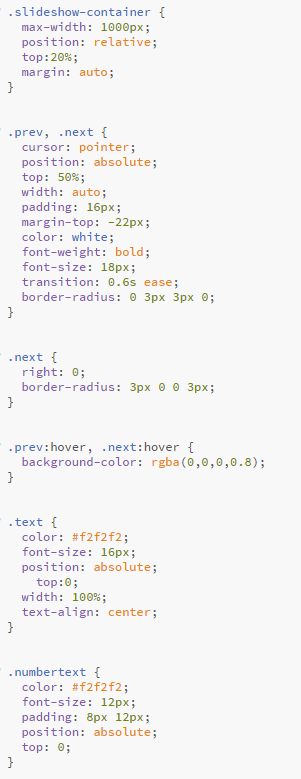 .slideshow-container {
max-width: 1000px;
position: relative;
top:20%;
margin: auto;
}
.prev, .next {
cursor: pointer;
position: absolute;
top: 50%;
width: auto;
padding: 16px;
margin-top: -22px;
color: white;
font-weight: bold;
font-size: 18px;
transition: 0.6s ease;
border-radius: 0 3px 3px 0;
}
.next {
right: 0;
border-radius: 3px 0 0 3px;
}
.prev:hover, .next:hover {
background-color: rgba(0,0,0,0.8);
}
.text {
color: #f2f2f2;
font-size: 16px;
position: absolute;
top:0;
width: 100%;
text-align: center;
}
.numbertext {
color: #f2f2f2;
font-size: 12px;
padding: 8px 12px;
position: absolute;
top: 0;
}